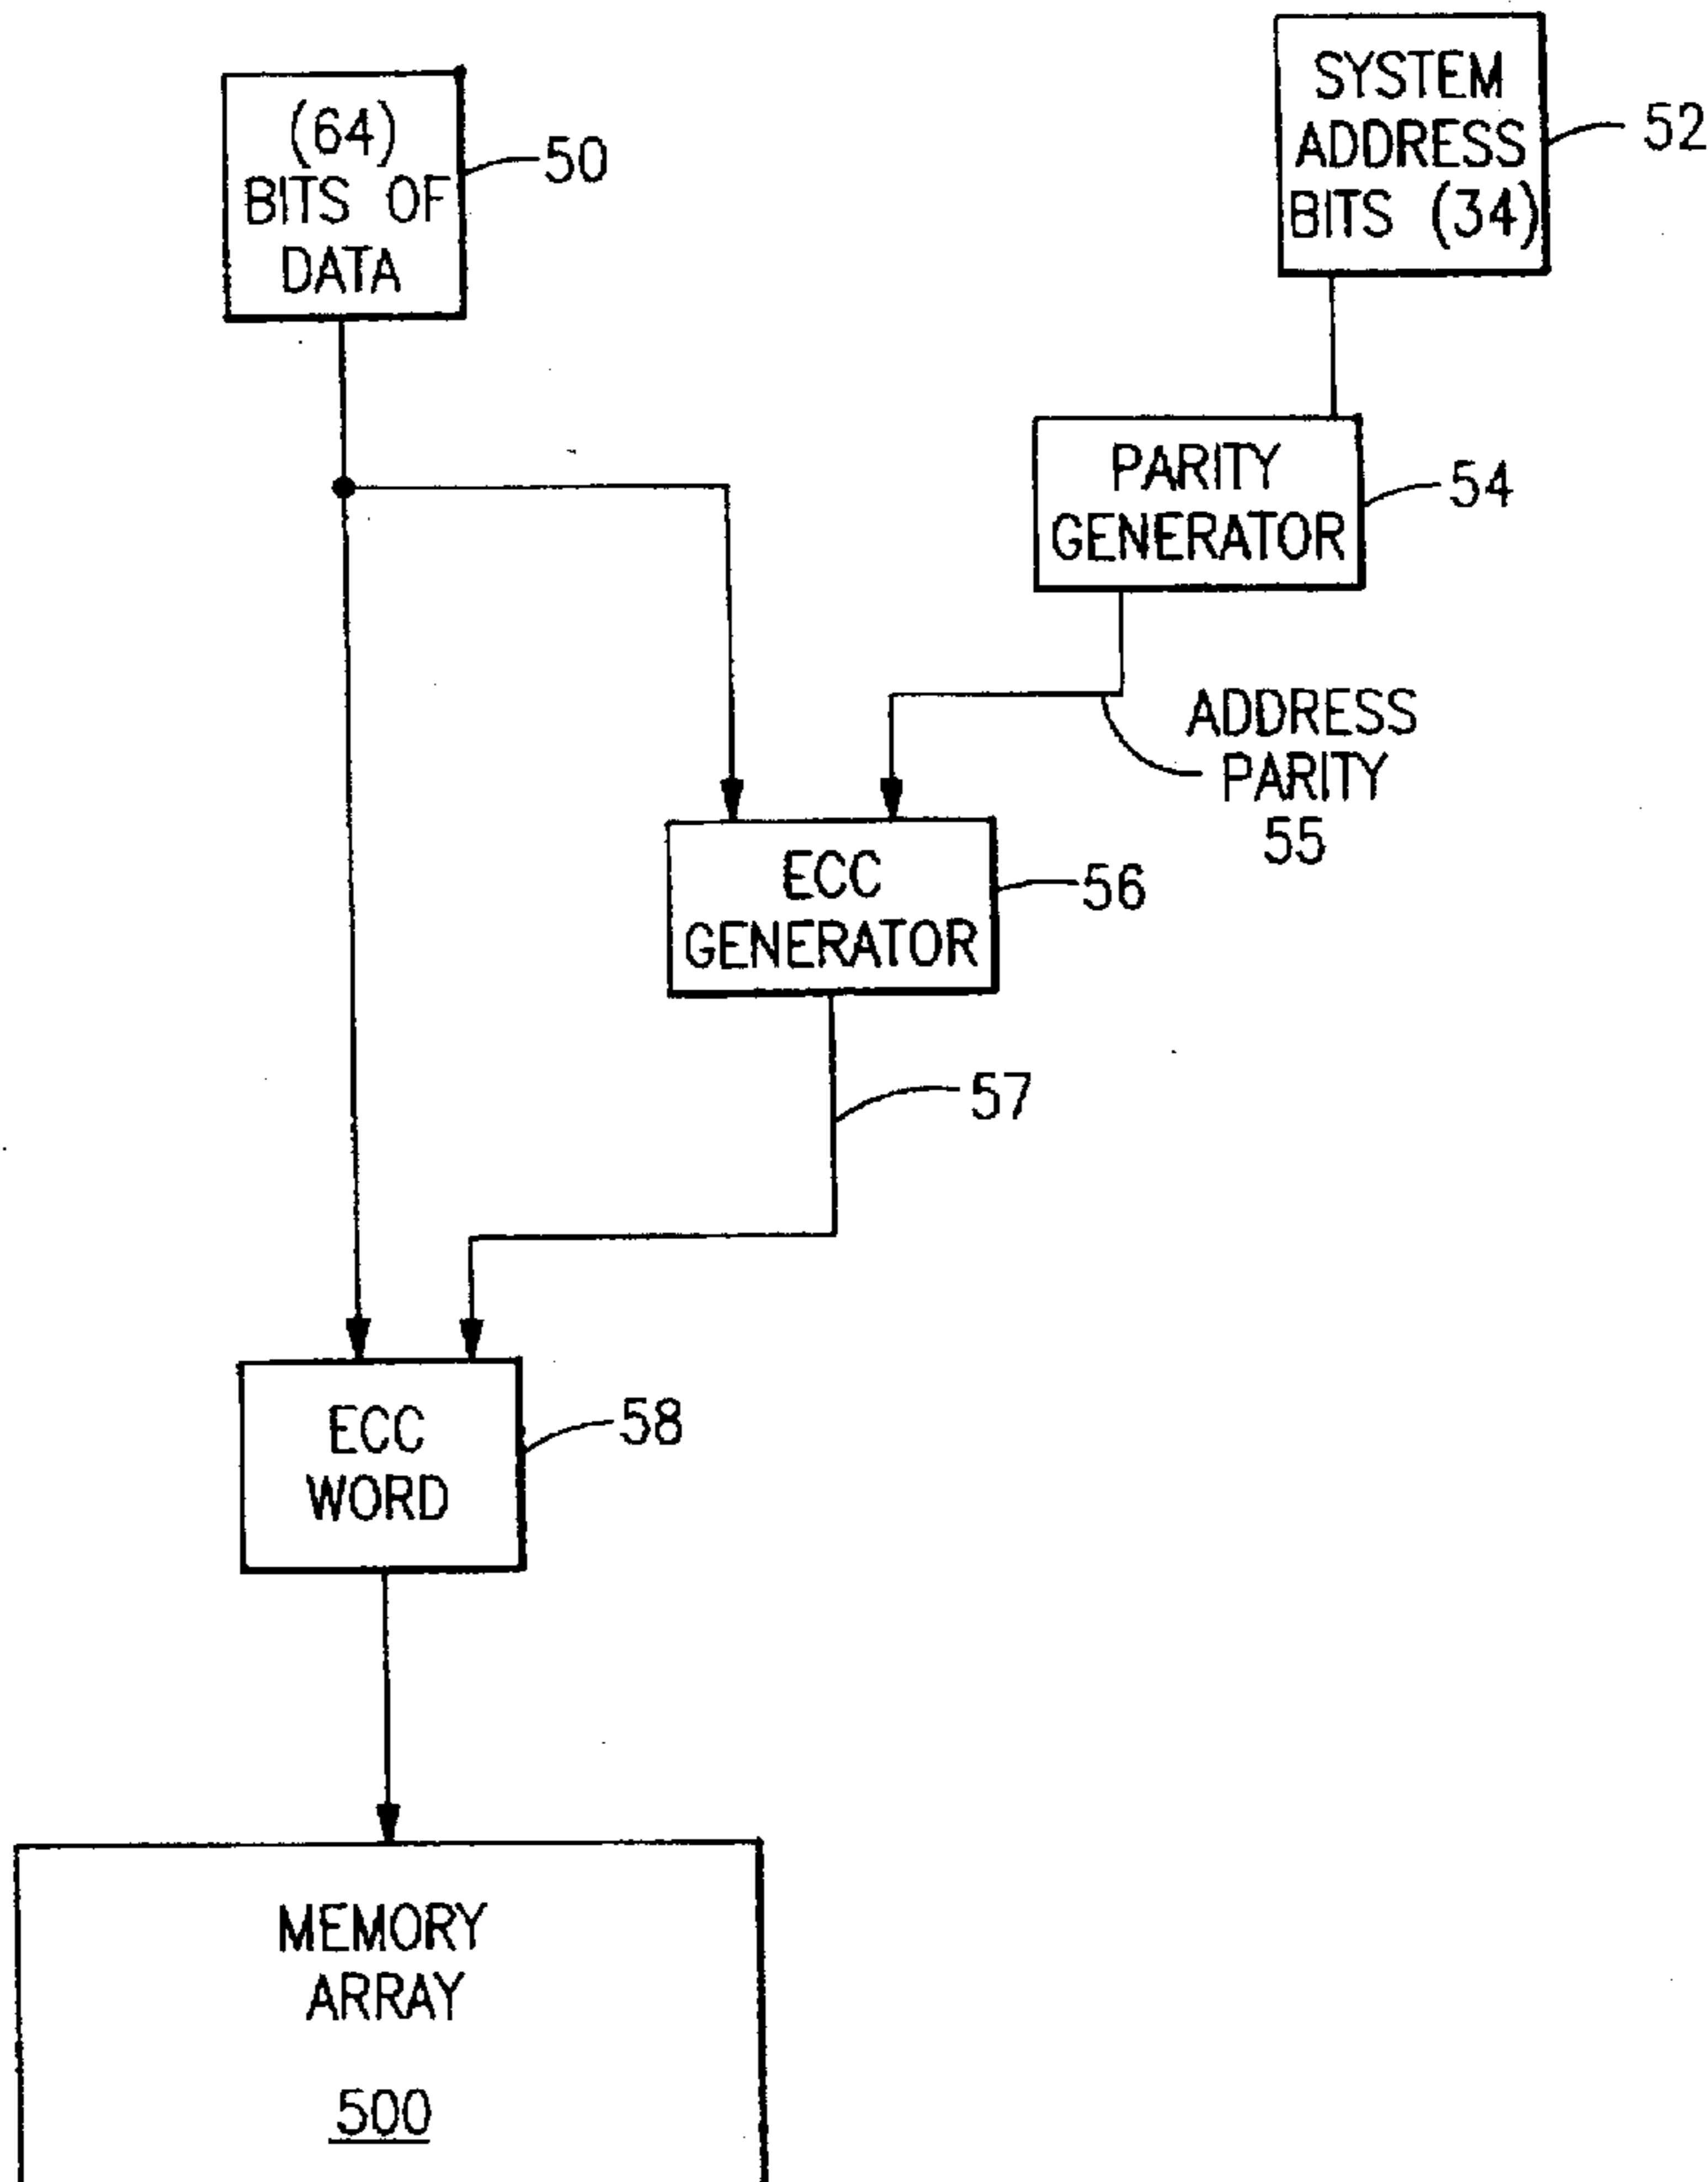 (64)
BITS OF
DATA
50
SYSTEM
ADDRESS
BITS (34)
52
PARITY
GENERATOR
54
ADDRESS
PARITY
55
ECC
GENERATOR
56
57
ECC
WORD
58
MEMORY
ARRAY
500